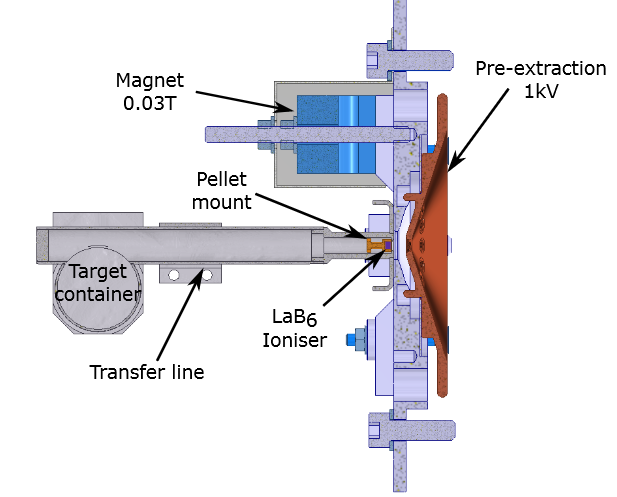 Pre-extraction
1kV
Magnet
0.03T
Pellet
mount
Target
container
LaB6
Ioniser
Transfer line